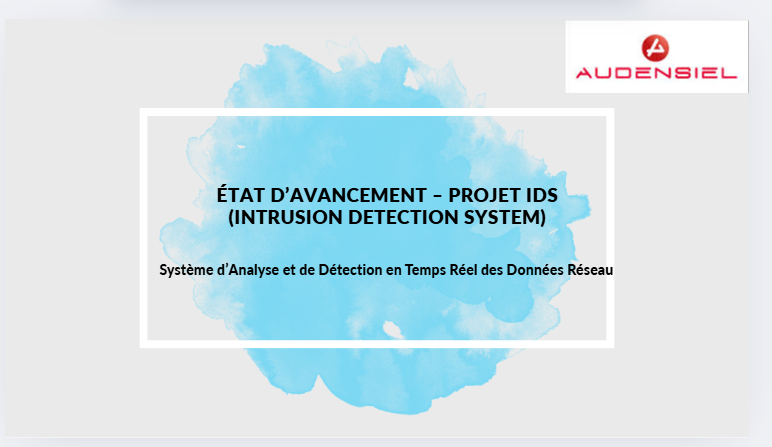 AUDENSIEL
ÉTAT D’AVANCEMENT – PROJET IDS
(INTRUSION DETECTION SYSTEM)
Système d’Analyse et de Détection en Temps Réel des Données Réseau